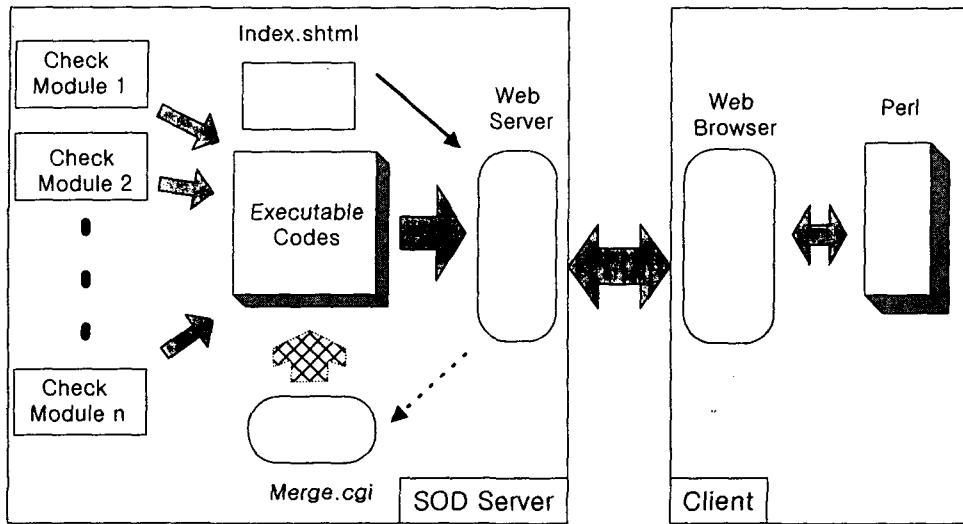 Index.shtml
Check
Module 1
Web
Server
Web
Browser
Perl
Check
Module 2
Executable
Codes
Check
Module n
Merge.cgi
SOD Server
Client